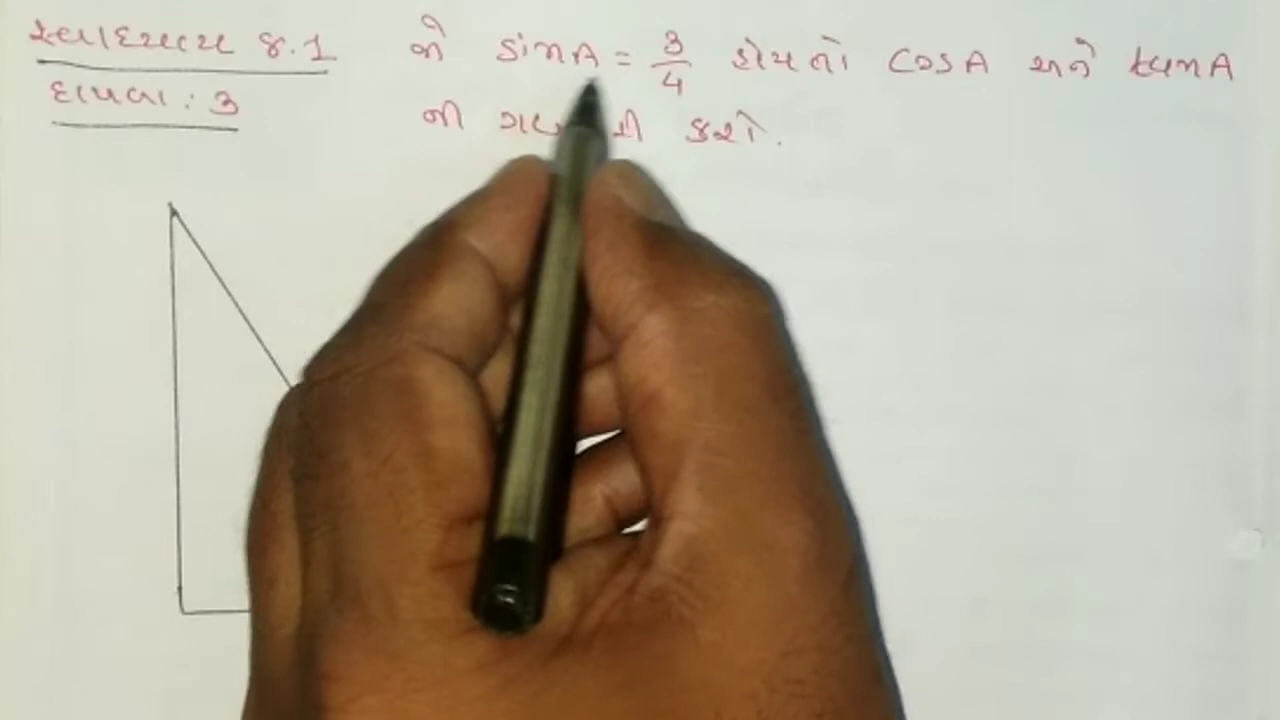 સ્વાધ્યાય 8.1
દાખલા : 3
જો sinA = 3/4 હોય તો cosA અને tanA
ની કરો.